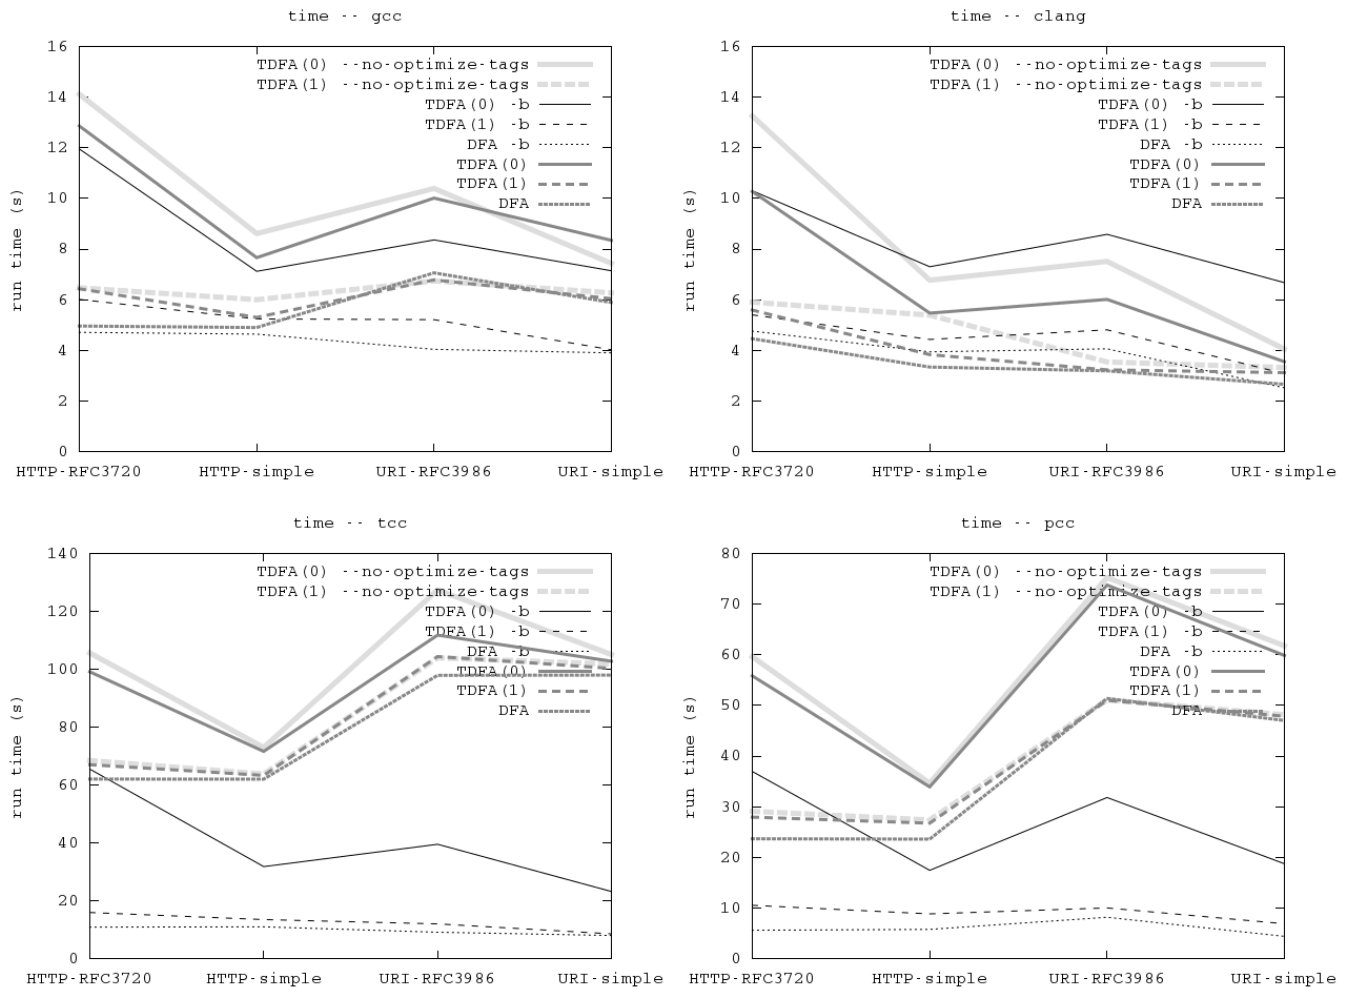 time -- gcc
16
14
12
10
8
6
4
2
0
run time (s)
TDFA(0) --no-optimize-tags
TDFA(1) --no-optimize-tags
TDFA(0) -b
TDFA(1) -b
DFA -b
TDFA(0)
TDFA(1)
DFA
HTTP-RFC3720 HTTP-simple URI-RFC3986 URI-simple
time -- clang
16
14
12
10
8
6
4
2
0
run time (s)
TDFA(0) --no-optimize-tags
TDFA(1) --no-optimize-tags
TDFA(0) -b
TDFA(1) -b
DFA -b
TDFA(0)
TDFA(1)
DFA
HTTP-RFC3720 HTTP-simple URI-RFC3986 URI-simple
time -- tcc
140
120
100
80
60
40
20
0
run time (s)
TDFA(0) --no-optimize-tags
TDFA(1) --no-optimize-tags
TDFA(0) -b
TDFA(1) -b
DFA -b
TDFA(0)
TDFA(1)
DFA
HTTP-RFC3720 HTTP-simple URI-RFC3986 URI-simple
time -- pcc
80
70
60
50
40
30
20
10
0
run time (s)
TDFA(0) --no-optimize-tags
TDFA(1) --no-optimize-tags
TDFA(0) -b
TDFA(1) -b
DFA -b
TDFA(0)
TDFA(1)
DFA
HTTP-RFC3720 HTTP-simple URI-RFC3986 URI-simple